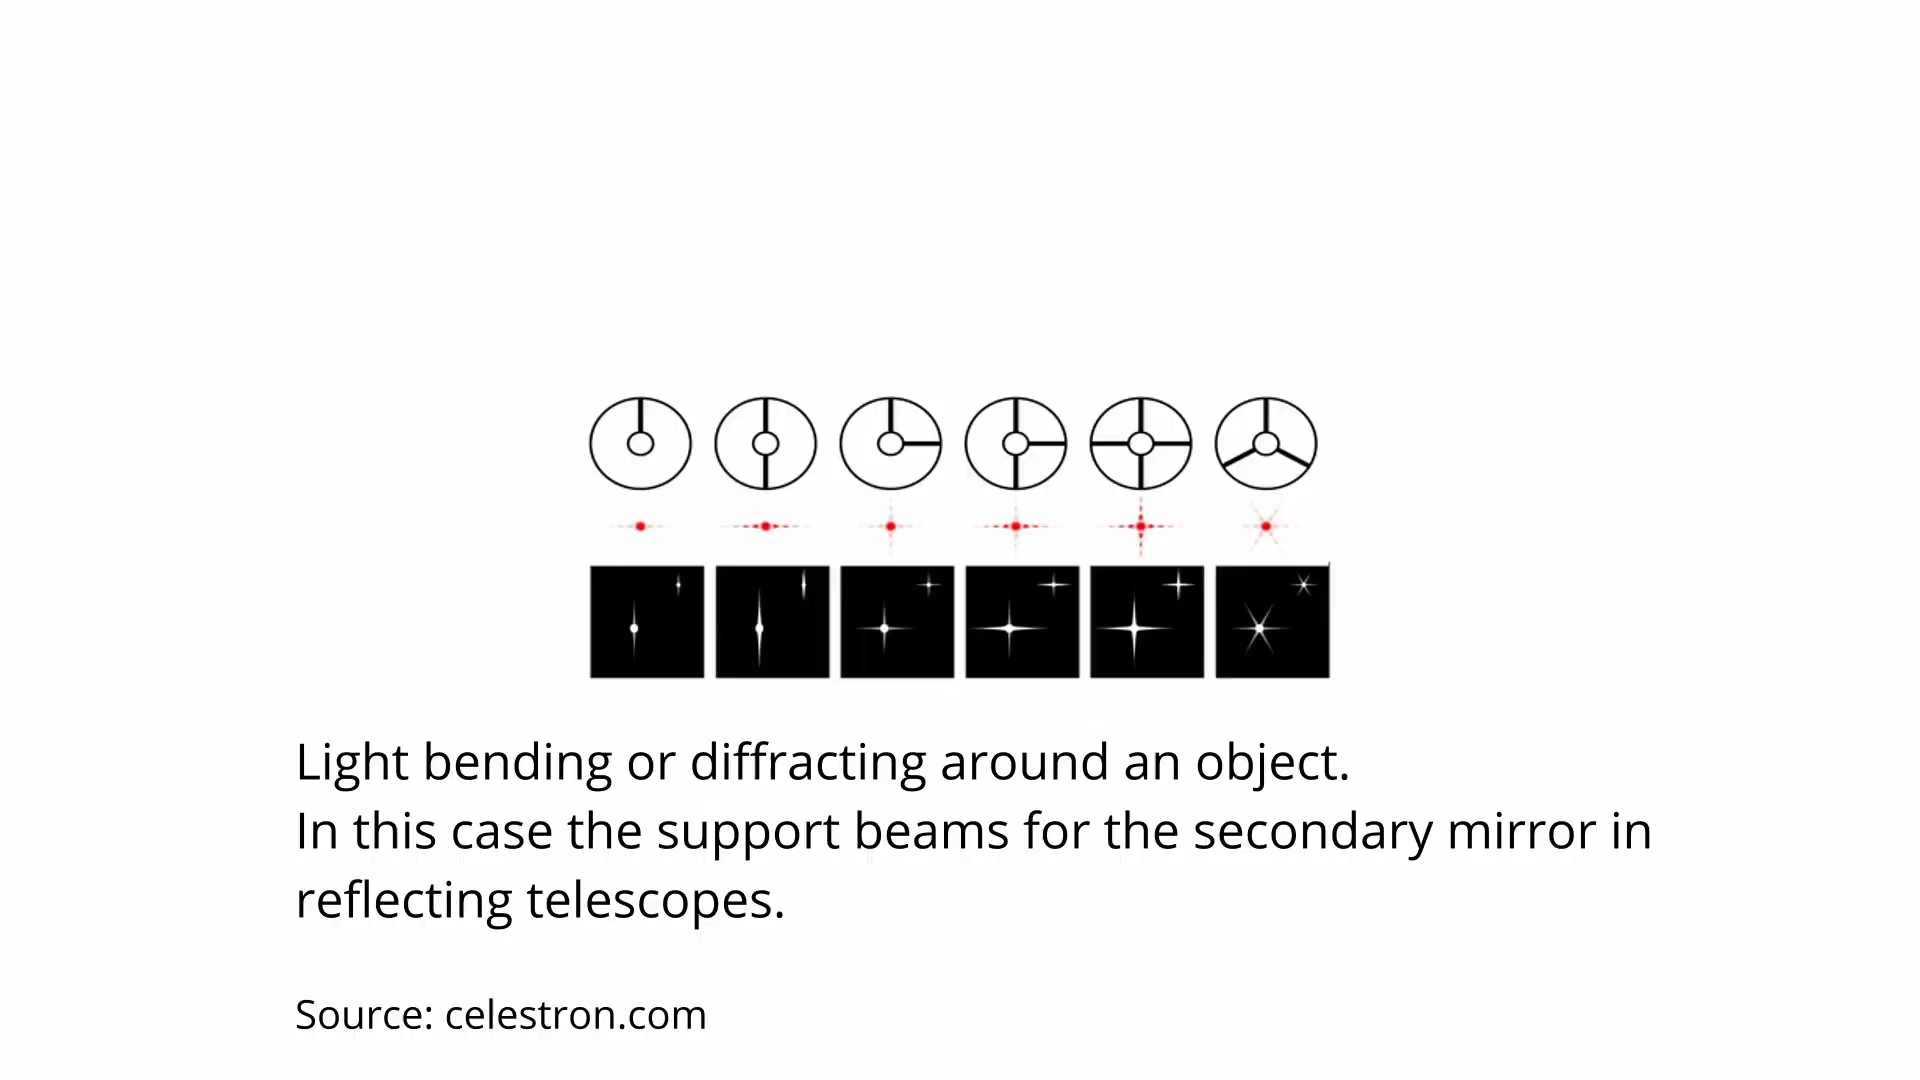 Light bending or diffracting around an object.
In this case the support beams for the secondary mirror in
reflecting telescopes.
Source: celestron.com